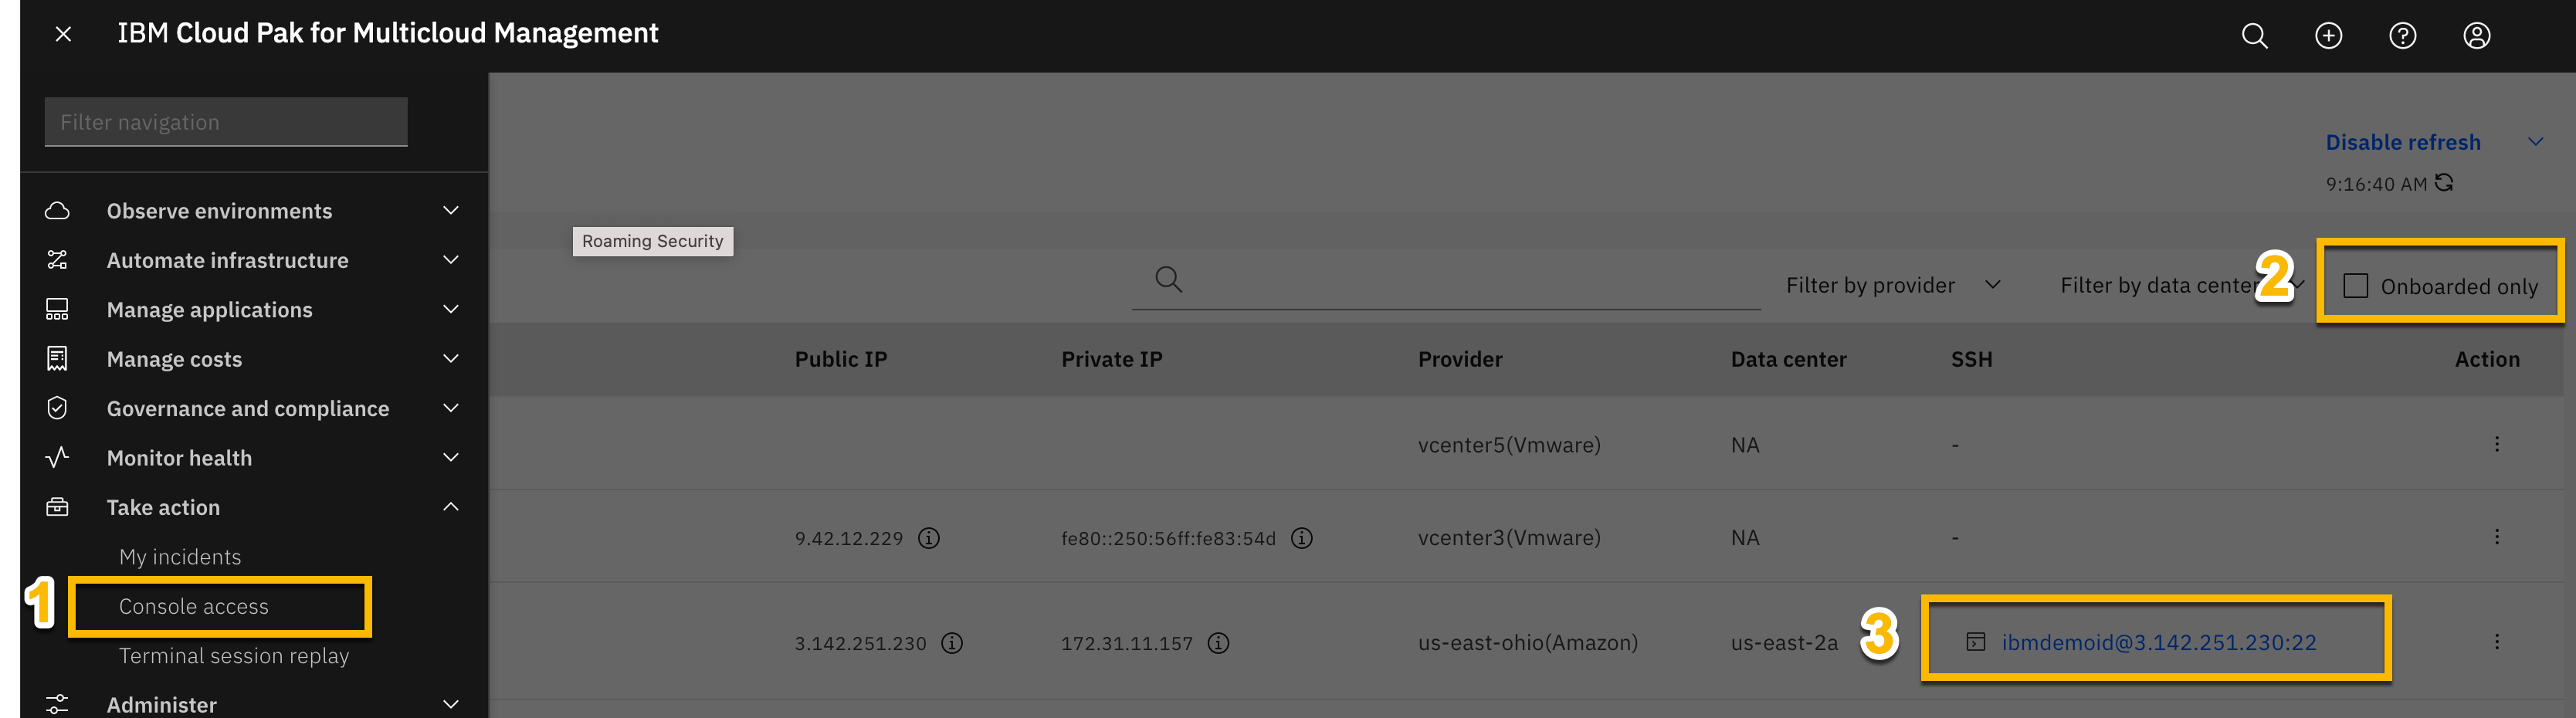 IBM Cloud Pak for Multicloud Management
Filter navigation
Disable refresh
9:16:40 AM
Observe environments
Roaming Security
Automate infrastructure
Filter by provider
Filter by data center
2
Onboarded only
Manage applications
Manage costs
Public IP
Private IP
Provider
Data center
SSH
Action
Governance and compliance
Monitor health
vcenter5(Vmware)
NA
-
Take action
My incidents
9.42.12.229
fe80::250:56ff:fe83:54d
vcenter3(Vmware)
NA
-
1
Console access
Terminal session replay
3.142.251.230
172.31.11.157
us-east-ohio(Amazon)
us-east-2a
3
ibmdemoid@3.142.251.230:22
Administer